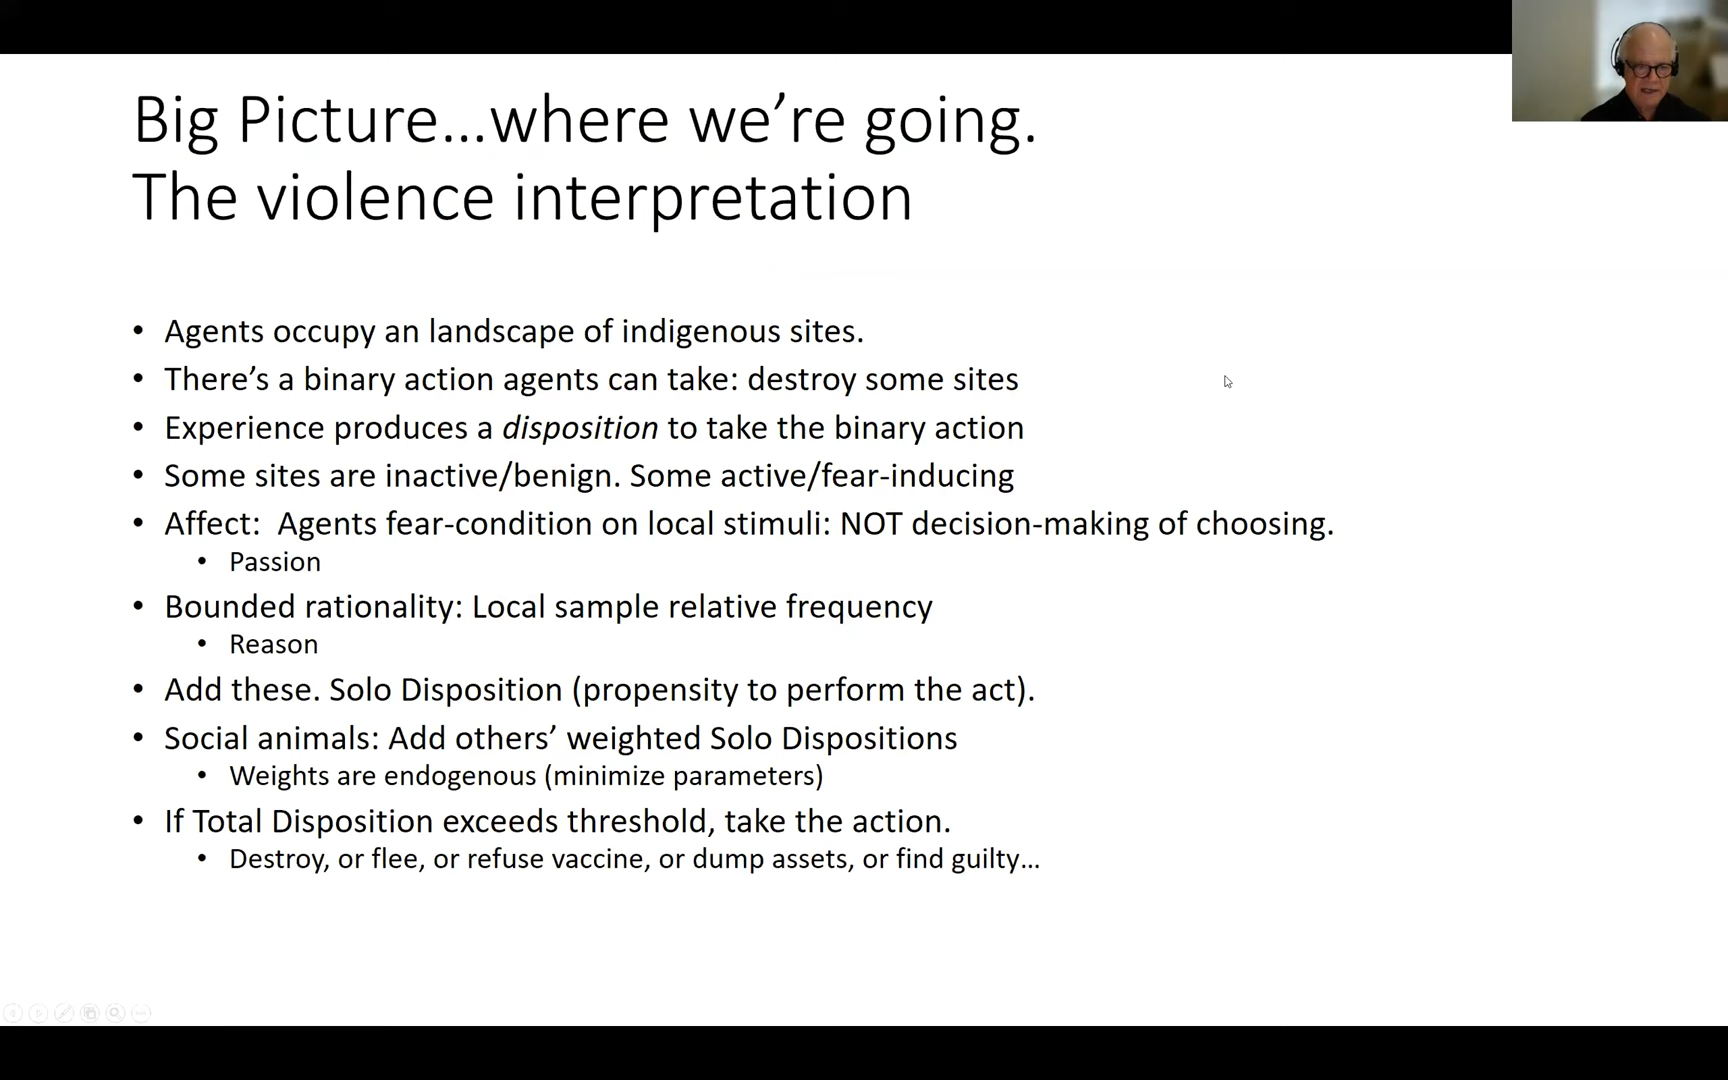 Big Picture…where we’re going.
The violence interpretation
• Agents occupy an landscape of indigenous sites.
• There’s a binary action agents can take: destroy some sites
• Experience produces a disposition to take the binary action
• Some sites are inactive/benign. Some active/fear-inducing
• Affect:  Agents fear-condition on local stimuli: NOT decision-making of choosing.
• Passion
• Bounded rationality: Local sample relative frequency
• Reason
• Add these. Solo Disposition (propensity to perform the act).
• Social animals: Add others’ weighted Solo Dispositions
• Weights are endogenous (minimize parameters)
• If Total Disposition exceeds threshold, take the action.
• Destroy, or flee, or refuse vaccine, or dump assets, or find guilty…